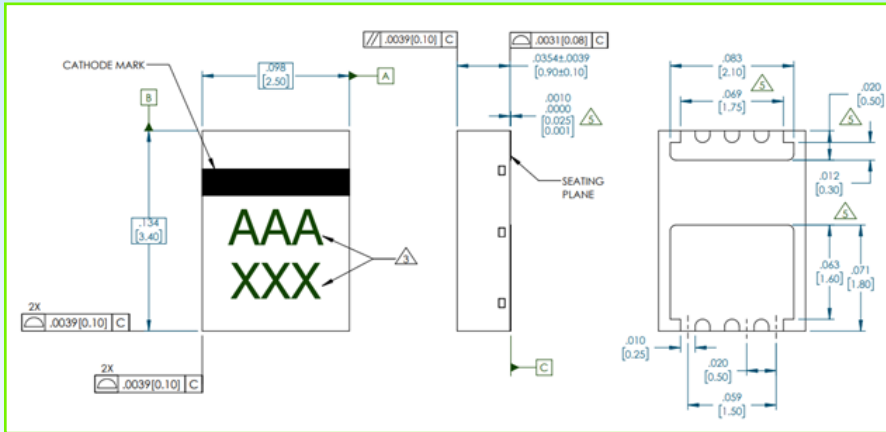 // .0039[0.10] C
⌓ .0031[0.08] C
CATHODE MARK
.098
[2.50]
A
B
.0354±.0039
[0.90±0.10]
.0010
.0000
[0.025]
[0.001]
5
SEATING
PLANE
.083
[2.10]
.069
[1.75]
5
.020
[0.50]
5
.012
[0.30]
.134
[3.40]
AAA
XXX
3
5
.063
[1.60]
.071
[1.80]
2X
⌓ .0039[0.10] C
2X
⌓ .0039[0.10] C
C
.010
[0.25]
.020
[0.50]
.059
[1.50]